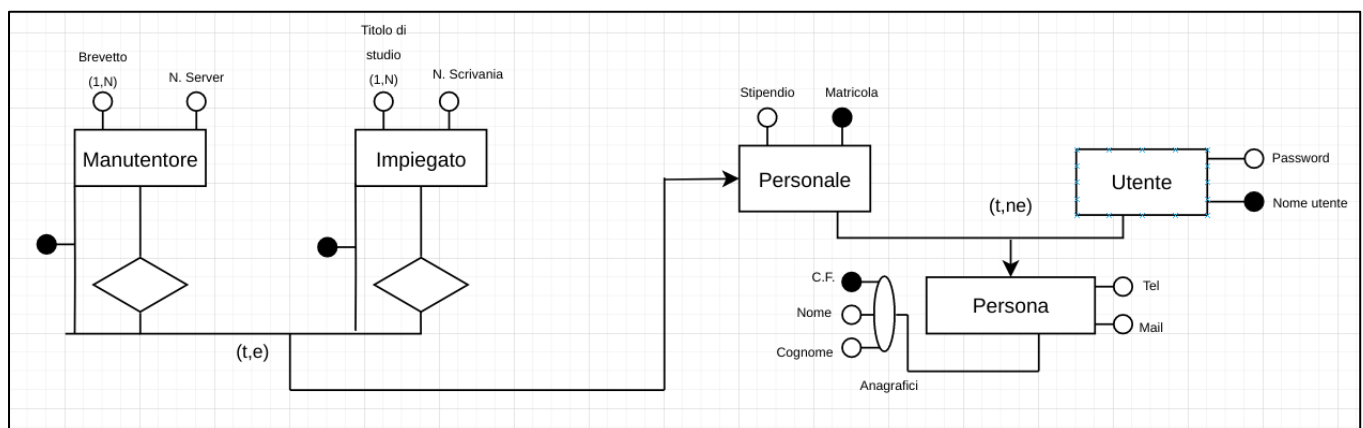 Brevetto
(1,N)
N. Server
Titolo di
studio
(1,N)
N. Scrivania
Manutentore
Impiegato
(t,e)
Stipendio
Matricola
Personale
(t,ne)
Utente
Password
Nome utente
C.F.
Nome
Cognome
Anagrafici
Persona
Tel
Mail